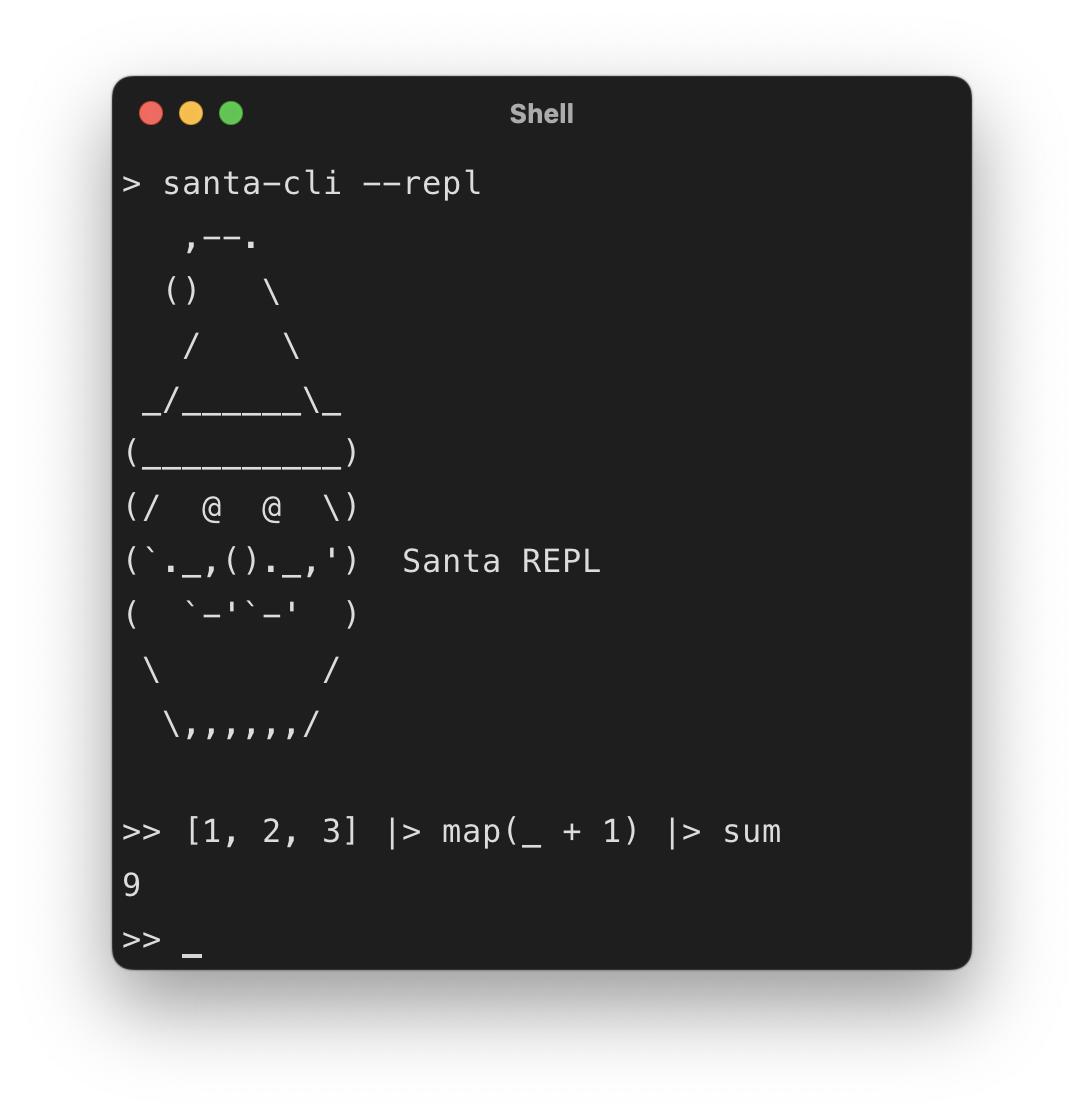 Shell
> santa-cli --repl
   ,--.
  ()   \
   /    \
 _/______\_
(__________)
(/  @  @  \)
(`._,()._,')  Santa REPL
(  `-'`-'  )
 \        /
  \,,,,,,/
>> [1, 2, 3] |> map(_ + 1) |> sum
9
>> _